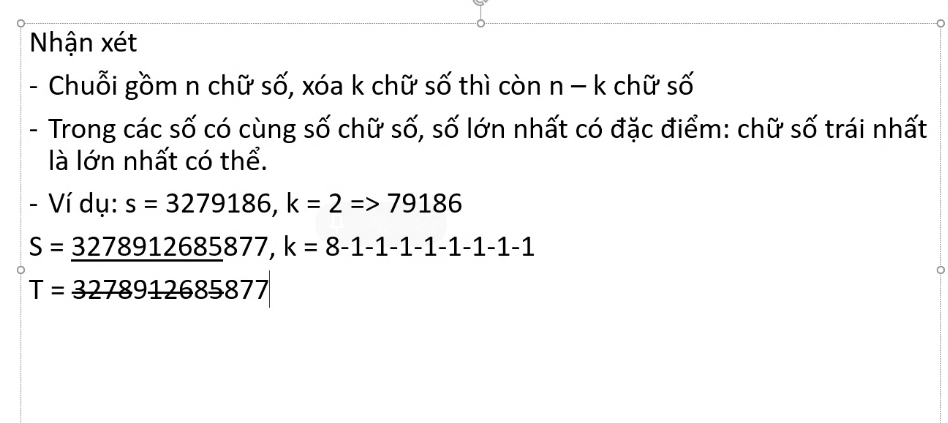 Nhận xét
- Chuỗi gồm n chữ số, xóa k chữ số thì còn n – k chữ số
- Trong các số có cùng số chữ số, số lớn nhất có đặc điểm: chữ số trái nhất
là lớn nhất có thể.
- Ví dụ: s = 3279186, k = 2 => 79186
S = 3278912685877, k = 8-1-1-1-1-1-1-1-1
T = 3278912685877